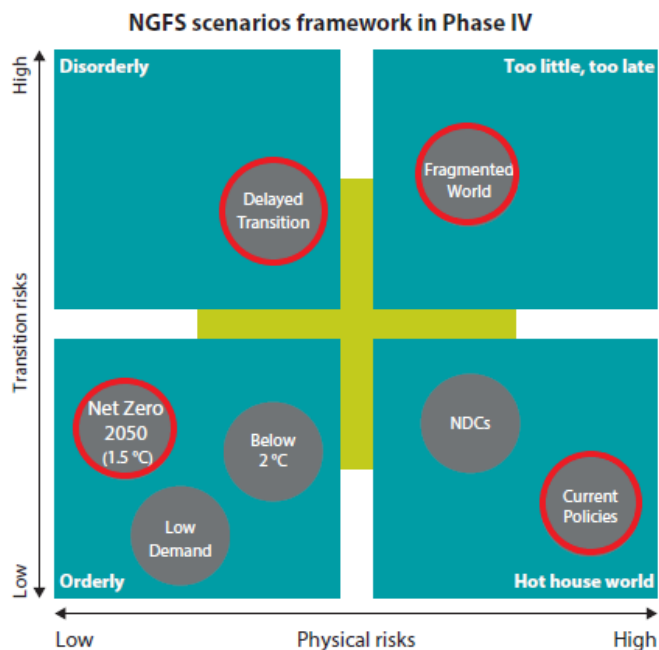 NGFS scenarios framework in Phase IV
High
Disorderly
Too little, too late
Fragmented
World
Delayed
Transition
Transition risks
Net Zero
2050
(1.5 °C)
Below
2 °C
NDCs
Low
Demand
Current
Policies
Low
Orderly
Hot house world
Low
Physical risks
High